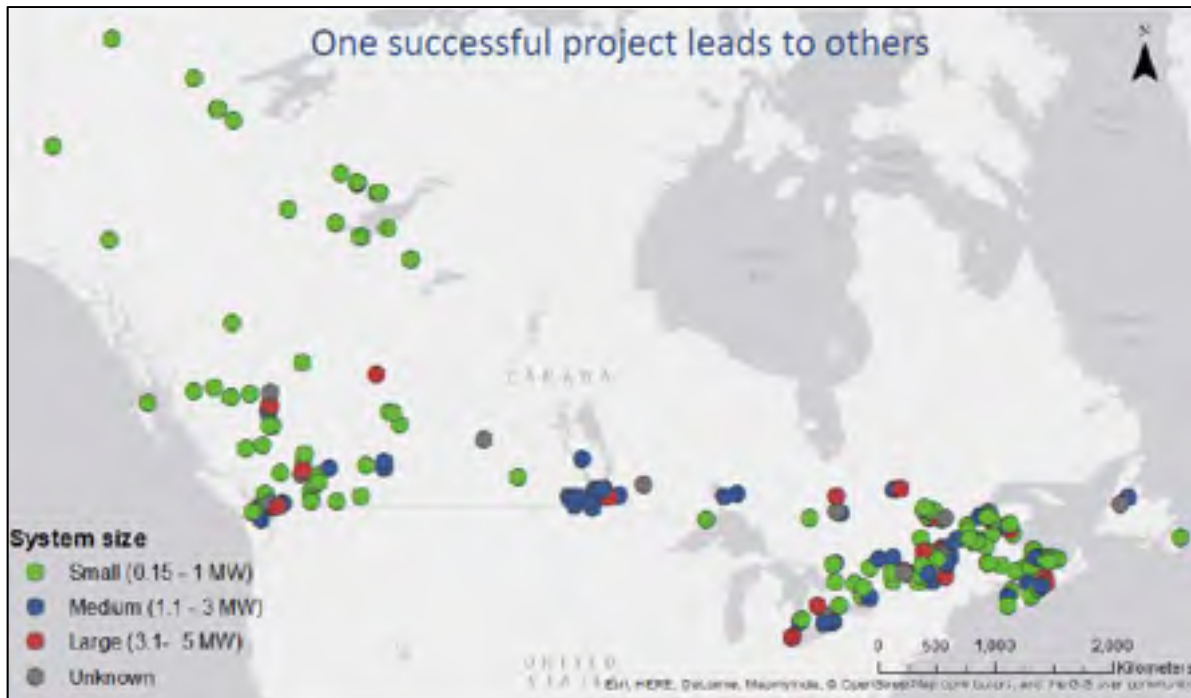 One successful project leads to others
N
CANADA
System size
Small (0.15 - 1 MW)
Medium (1.1 - 3 MW)
Large (3.1- 5 MW)
Unknown
0 500 1,000 2,000
Kilometers
UNITED
Esri, HERE, DeLorme, MapmyIndia, © OpenStreetMap contributors, and the GIS user community